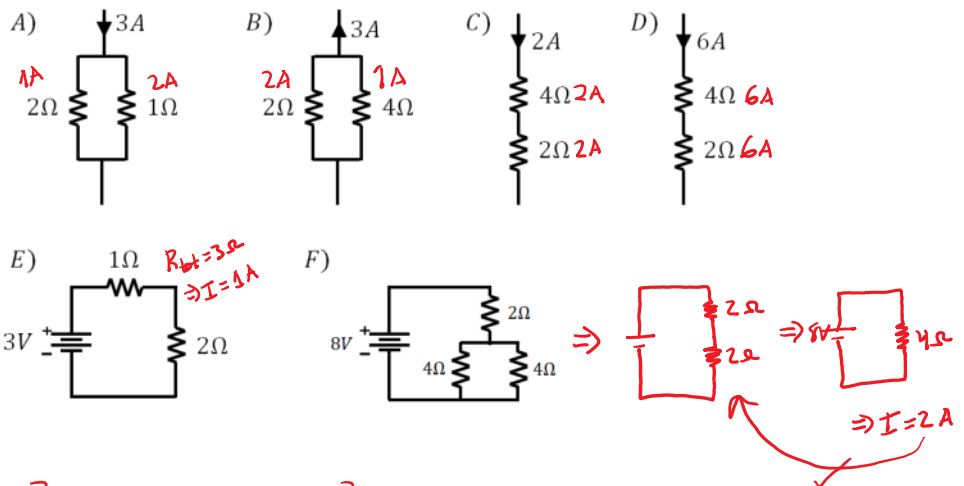 A) 3A
B) 3A
C) 2A
D) 6A
1A 2A
2Ω 1Ω
2A 1A
2Ω 4Ω
4Ω 2A
2Ω 2A
4Ω 6A
2Ω 6A
E) 1Ω
R_tot = 3Ω
⇒ I = 1A
3V + - 2Ω
F)
8V + - 2Ω
4Ω 4Ω
⇒ 2Ω
2Ω
⇒ 8V 4Ω
⇒ I = 2A